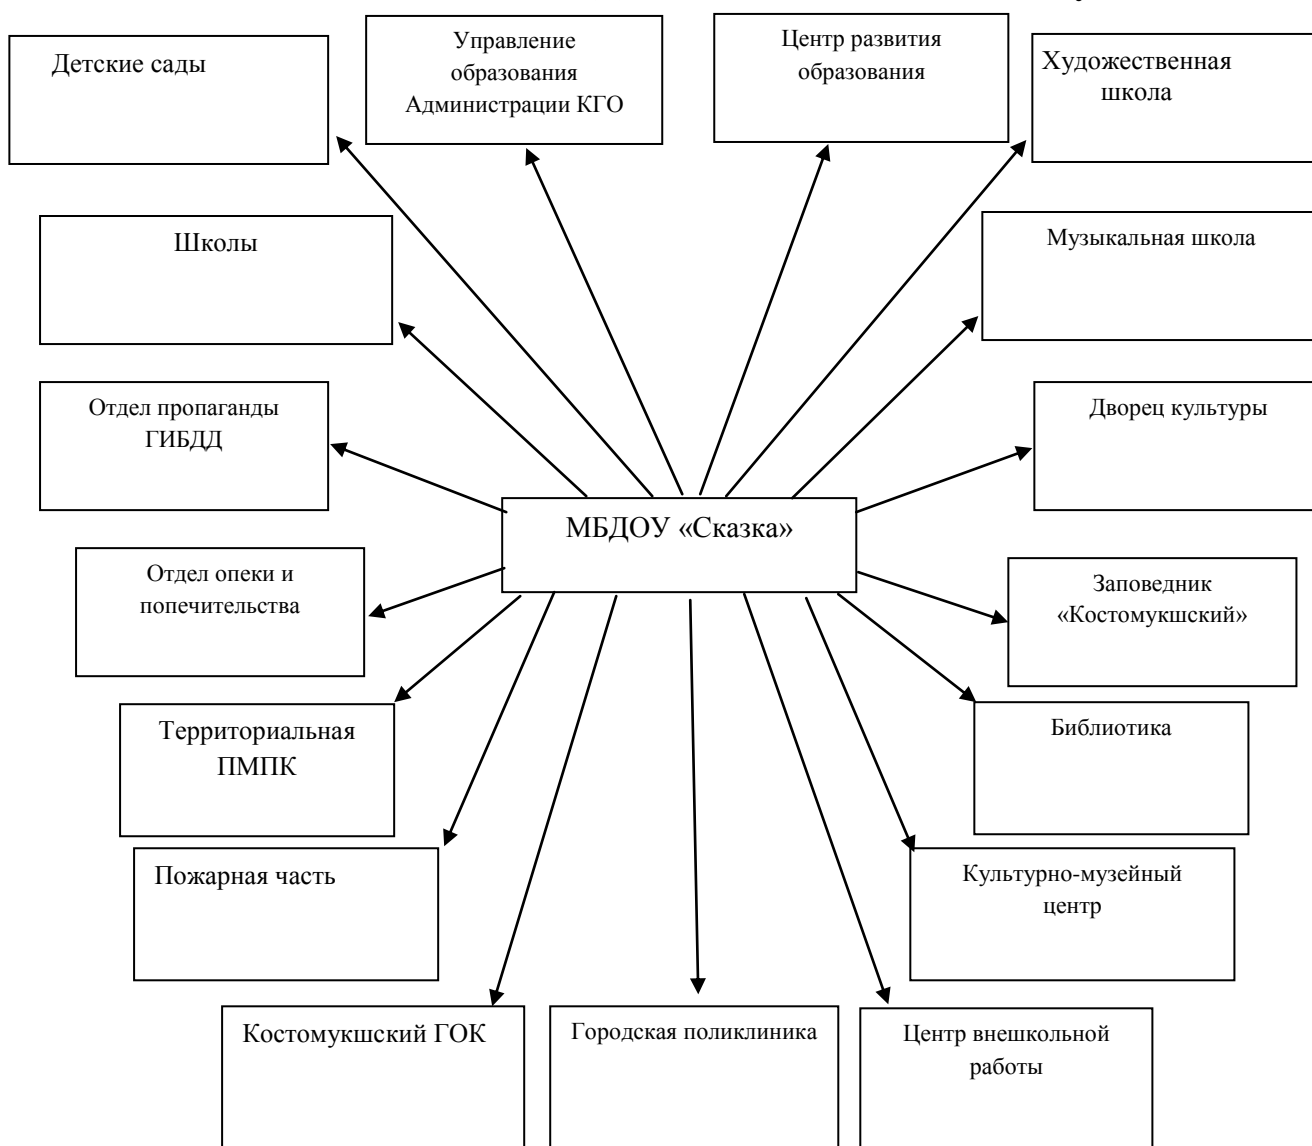 Детские сады
Управление
образования
Администрации КГО
Центр развития
образования
Художественная
школа
Школы
Музыкальная школа
Отдел пропаганды
ГИБДД
Дворец культуры
МБДОУ «Сказка»
Отдел опеки и
попечительства
Заповедник
«Костомукшский»
Территориальная
ПМПК
Библиотика
Пожарная часть
Культурно-музейный
центр
Костомукшский ГОК
Городская поликлиника
Центр внешкольной
работы